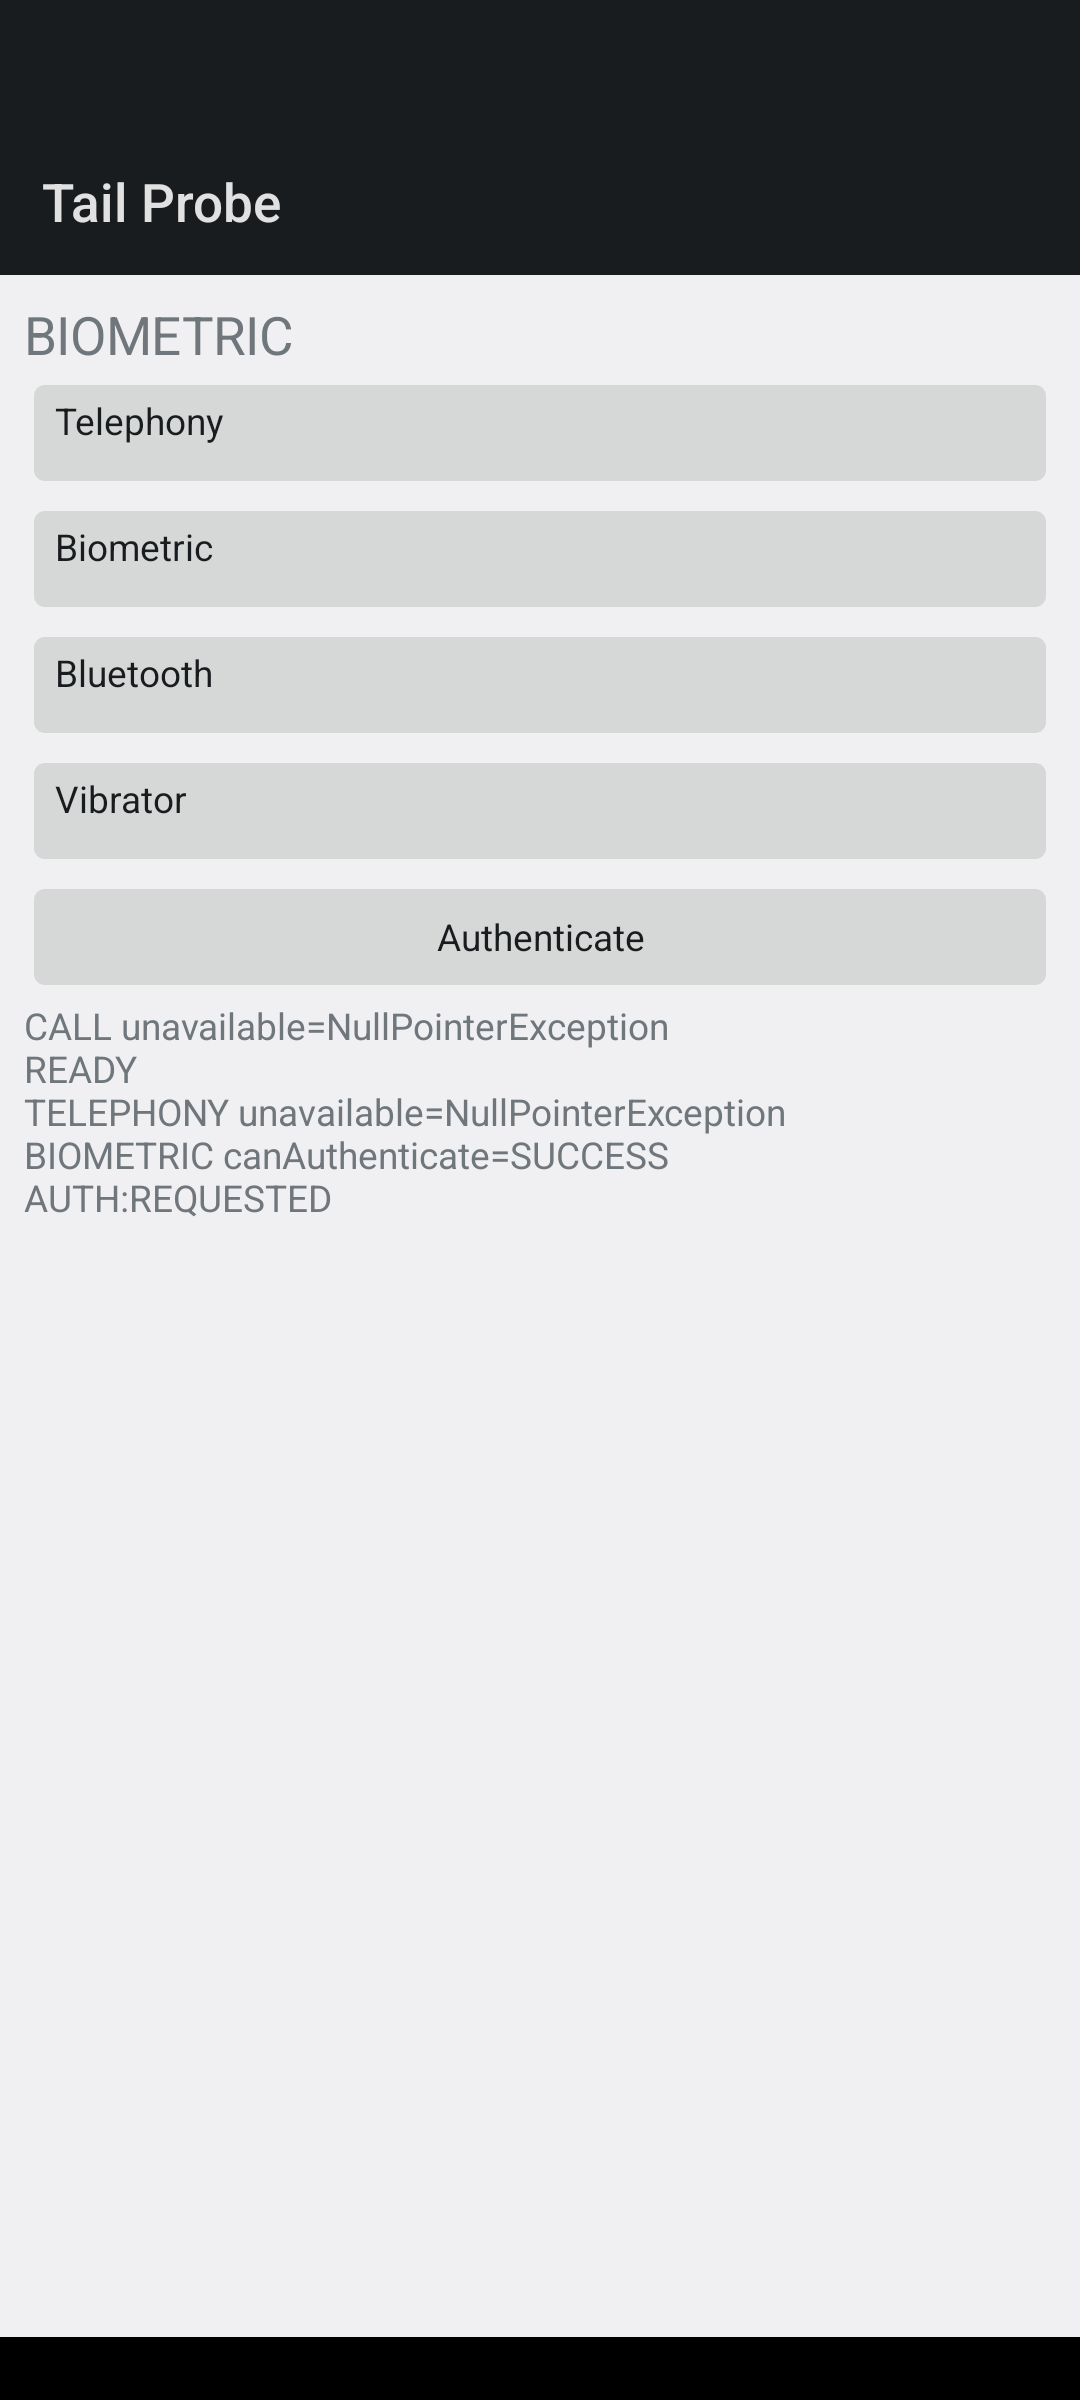 Tail Probe
BIOMETRIC
Telephony
Biometric
Bluetooth
Vibrator
Authenticate
CALL unavailable=NullPointerException
READY
TELEPHONY unavailable=NullPointerException
BIOMETRIC canAuthenticate=SUCCESS
AUTH:REQUESTED